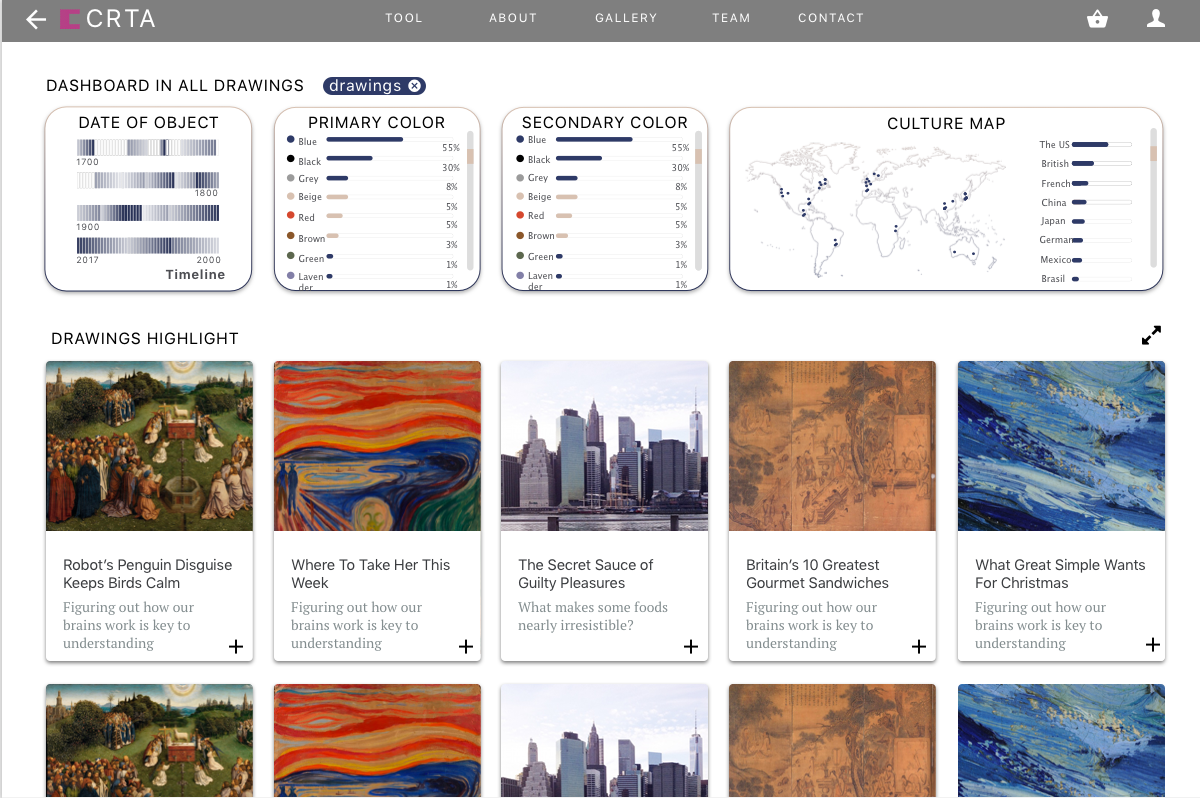 CRTA
TOOL ABOUT GALLERY TEAM CONTACT
DASHBOARD IN ALL DRAWINGS drawings
DATE OF OBJECT
1700
1800
1900
2017 2000
Timeline
PRIMARY COLOR
Blue 55%
Black 30%
Grey 8%
Beige 5%
Red 5%
Brown 3%
Green 1%
Laven
der 1%
SECONDARY COLOR
Blue 55%
Black 30%
Grey 8%
Beige 5%
Red 5%
Brown 3%
Green 1%
Laven
der 1%
CULTURE MAP
The US
British
French
China
Japan
German
Mexico
Brasil
DRAWINGS HIGHLIGHT
Robot's Penguin Disguise
Keeps Birds Calm
Figuring out how our
brains work is key to
understanding
Where To Take Her This
Week
Figuring out how our
brains work is key to
understanding
The Secret Sauce of
Guilty Pleasures
What makes some foods
nearly irresistible?
Britain's 10 Greatest
Gourmet Sandwiches
Figuring out how our
brains work is key to
understanding
What Great Simple Wants
For Christmas
Figuring out how our
brains work is key to
understanding